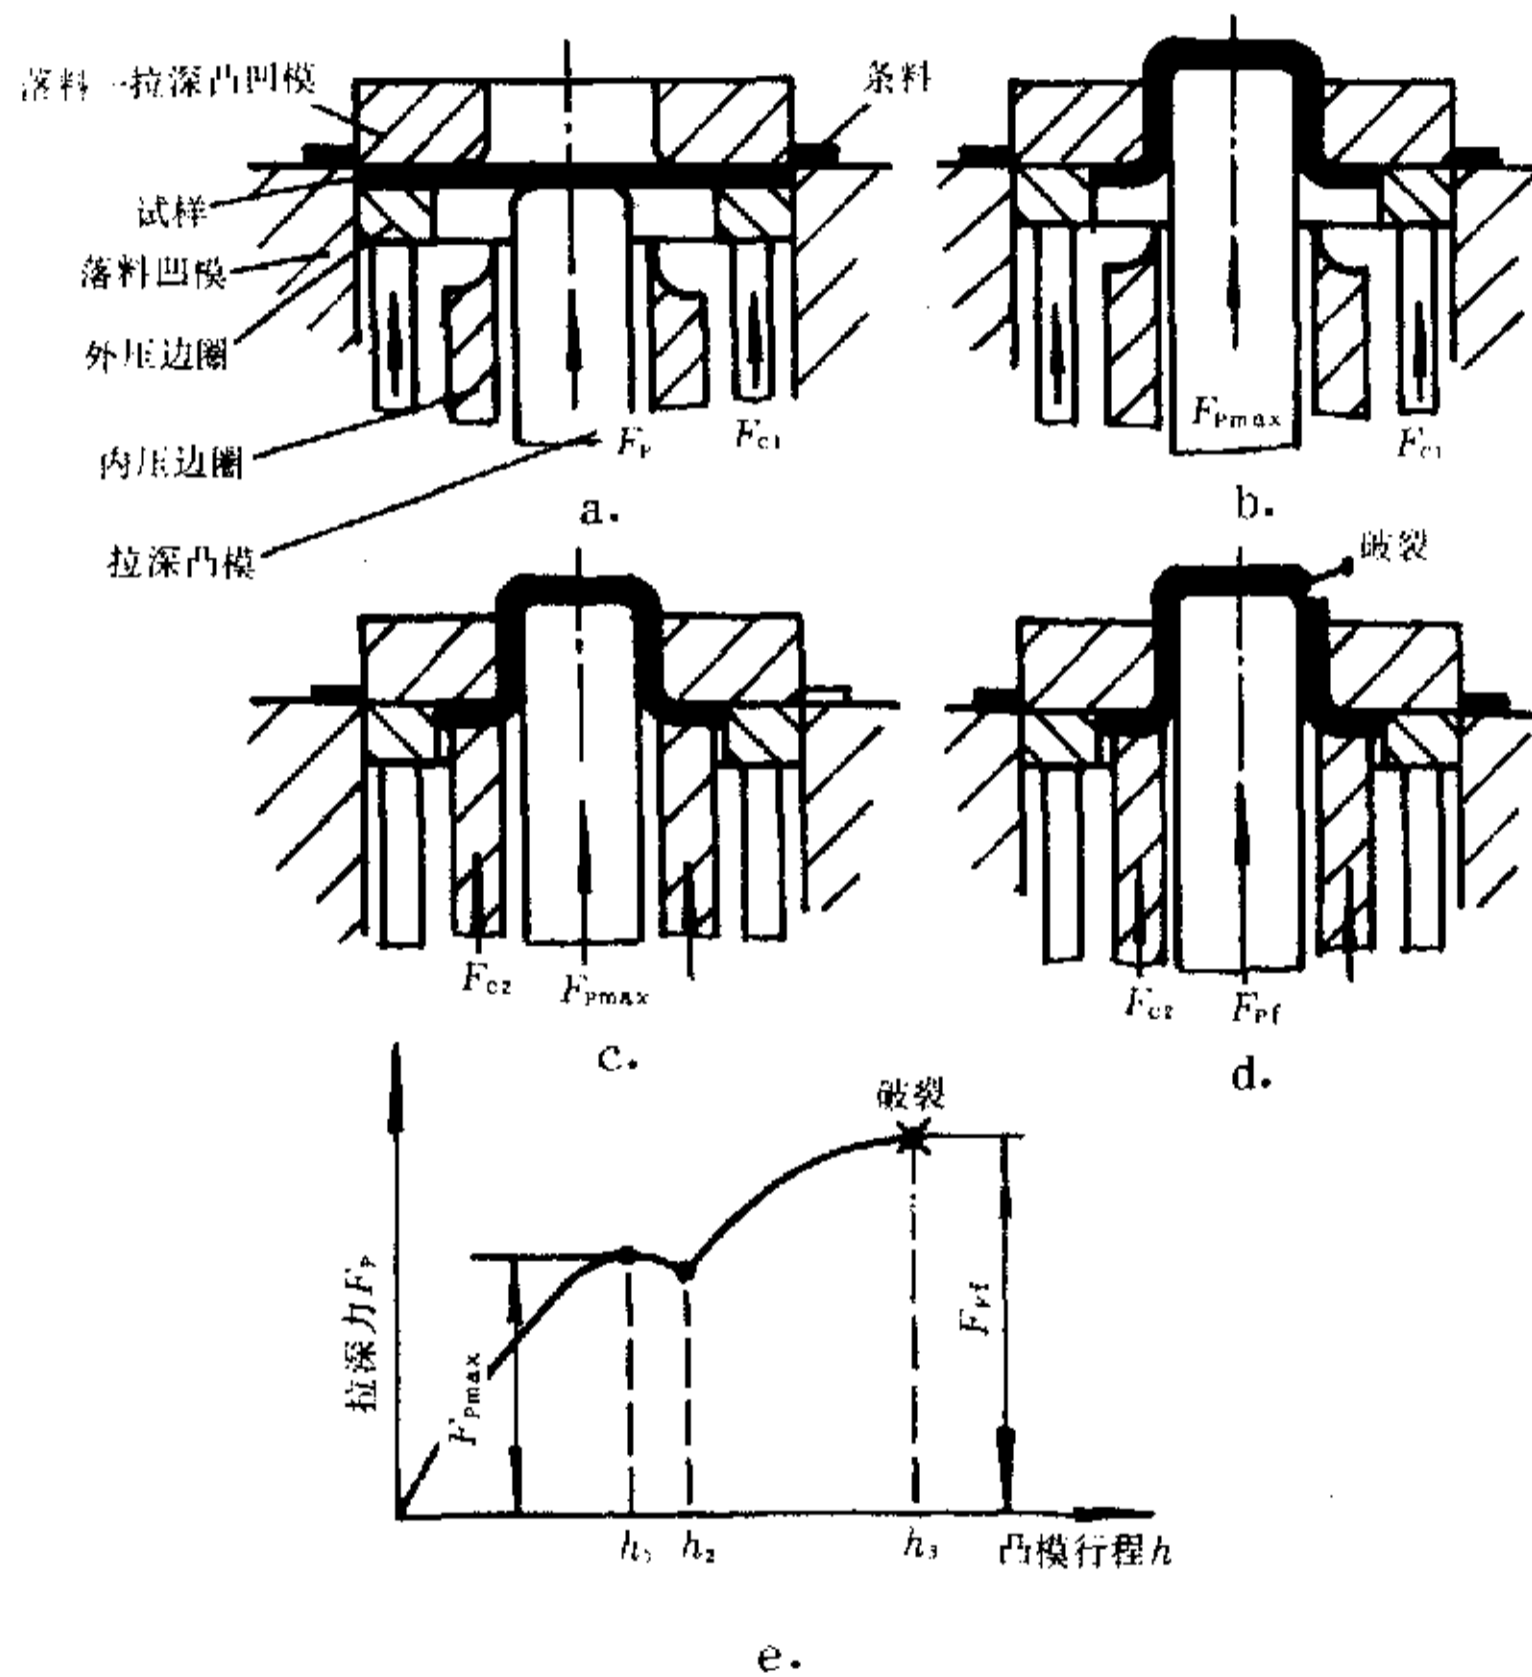 落料—拉深凸凹模
条料
试样
落料凹模
外压边圈
内压边圈
拉深凸模
F_P
F_C1
a.
F_Pmax
F_C1
b.
破裂
F_C2
F_Pmax
c.
F_C2
F_Pf
d.
破裂
拉深力F_P
F_Pmax
F_Pf
h_1
h_2
h_3
凸模行程h
e.